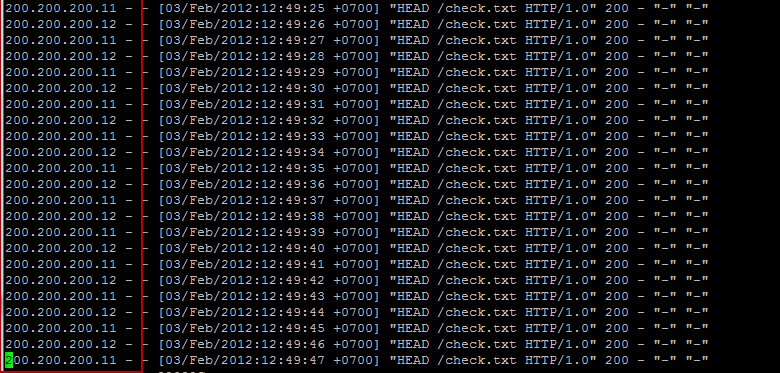 200.200.200.11 - - [03/Feb/2012:12:49:25 +0700] "HEAD /check.txt HTTP/1.0" 200 - "-" "-"
200.200.200.12 - - [03/Feb/2012:12:49:26 +0700] "HEAD /check.txt HTTP/1.0" 200 - "-" "-"
200.200.200.11 - - [03/Feb/2012:12:49:27 +0700] "HEAD /check.txt HTTP/1.0" 200 - "-" "-"
200.200.200.12 - - [03/Feb/2012:12:49:28 +0700] "HEAD /check.txt HTTP/1.0" 200 - "-" "-"
200.200.200.11 - - [03/Feb/2012:12:49:29 +0700] "HEAD /check.txt HTTP/1.0" 200 - "-" "-"
200.200.200.12 - - [03/Feb/2012:12:49:30 +0700] "HEAD /check.txt HTTP/1.0" 200 - "-" "-"
200.200.200.11 - - [03/Feb/2012:12:49:31 +0700] "HEAD /check.txt HTTP/1.0" 200 - "-" "-"
200.200.200.12 - - [03/Feb/2012:12:49:32 +0700] "HEAD /check.txt HTTP/1.0" 200 - "-" "-"
200.200.200.11 - - [03/Feb/2012:12:49:33 +0700] "HEAD /check.txt HTTP/1.0" 200 - "-" "-"
200.200.200.12 - - [03/Feb/2012:12:49:34 +0700] "HEAD /check.txt HTTP/1.0" 200 - "-" "-"
200.200.200.11 - - [03/Feb/2012:12:49:35 +0700] "HEAD /check.txt HTTP/1.0" 200 - "-" "-"
200.200.200.12 - - [03/Feb/2012:12:49:36 +0700] "HEAD /check.txt HTTP/1.0" 200 - "-" "-"
200.200.200.11 - - [03/Feb/2012:12:49:37 +0700] "HEAD /check.txt HTTP/1.0" 200 - "-" "-"
200.200.200.12 - - [03/Feb/2012:12:49:38 +0700] "HEAD /check.txt HTTP/1.0" 200 - "-" "-"
200.200.200.11 - - [03/Feb/2012:12:49:39 +0700] "HEAD /check.txt HTTP/1.0" 200 - "-" "-"
200.200.200.12 - - [03/Feb/2012:12:49:40 +0700] "HEAD /check.txt HTTP/1.0" 200 - "-" "-"
200.200.200.11 - - [03/Feb/2012:12:49:41 +0700] "HEAD /check.txt HTTP/1.0" 200 - "-" "-"
200.200.200.12 - - [03/Feb/2012:12:49:42 +0700] "HEAD /check.txt HTTP/1.0" 200 - "-" "-"
200.200.200.11 - - [03/Feb/2012:12:49:43 +0700] "HEAD /check.txt HTTP/1.0" 200 - "-" "-"
200.200.200.12 - - [03/Feb/2012:12:49:44 +0700] "HEAD /check.txt HTTP/1.0" 200 - "-" "-"
200.200.200.11 - - [03/Feb/2012:12:49:45 +0700] "HEAD /check.txt HTTP/1.0" 200 - "-" "-"
200.200.200.12 - - [03/Feb/2012:12:49:46 +0700] "HEAD /check.txt HTTP/1.0" 200 - "-" "-"
200.200.200.11 - - [03/Feb/2012:12:49:47 +0700] "HEAD /check.txt HTTP/1.0" 200 - "-" "-"